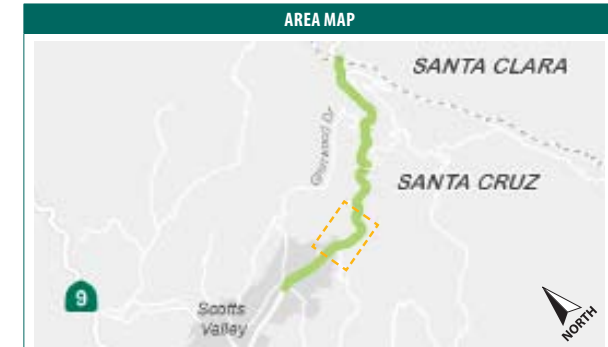 AREA MAP
SANTA CLARA
Glenwood Dr
SANTA CRUZ
9
Scotts
Valley
NORTH